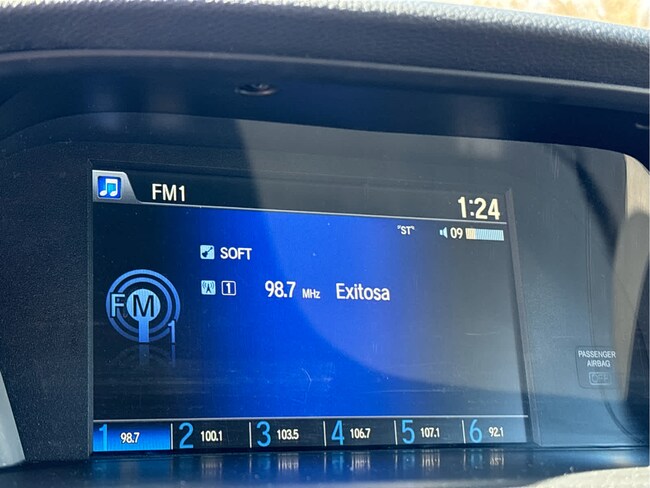 FM1
1:24
"ST"
09
SOFT
1 98.7 MHz Exitosa
FM
1
1 98.7 2 100.1 3 103.5 4 106.7 5 107.1 6 92.1
PASSENGER
AIRBAG
OFF